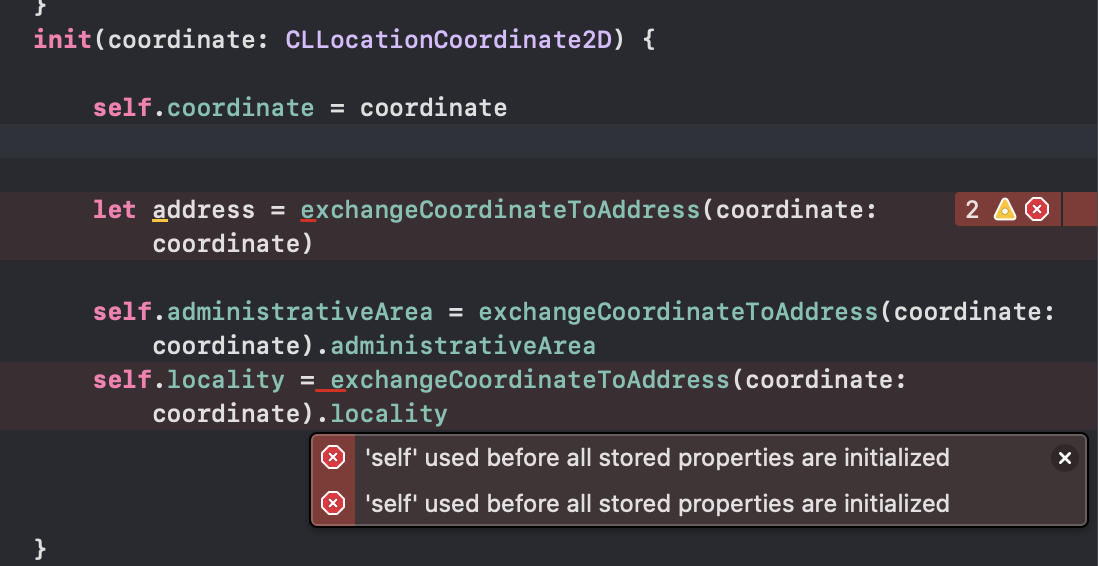 }
init(coordinate: CLLocationCoordinate2D) {
self.coordinate = coordinate
let address = exchangeCoordinateToAddress(coordinate:
coordinate)
2
self.administrativeArea = exchangeCoordinateToAddress(coordinate:
coordinate).administrativeArea
self.locality = exchangeCoordinateToAddress(coordinate:
coordinate).locality
'self' used before all stored properties are initialized
'self' used before all stored properties are initialized
}